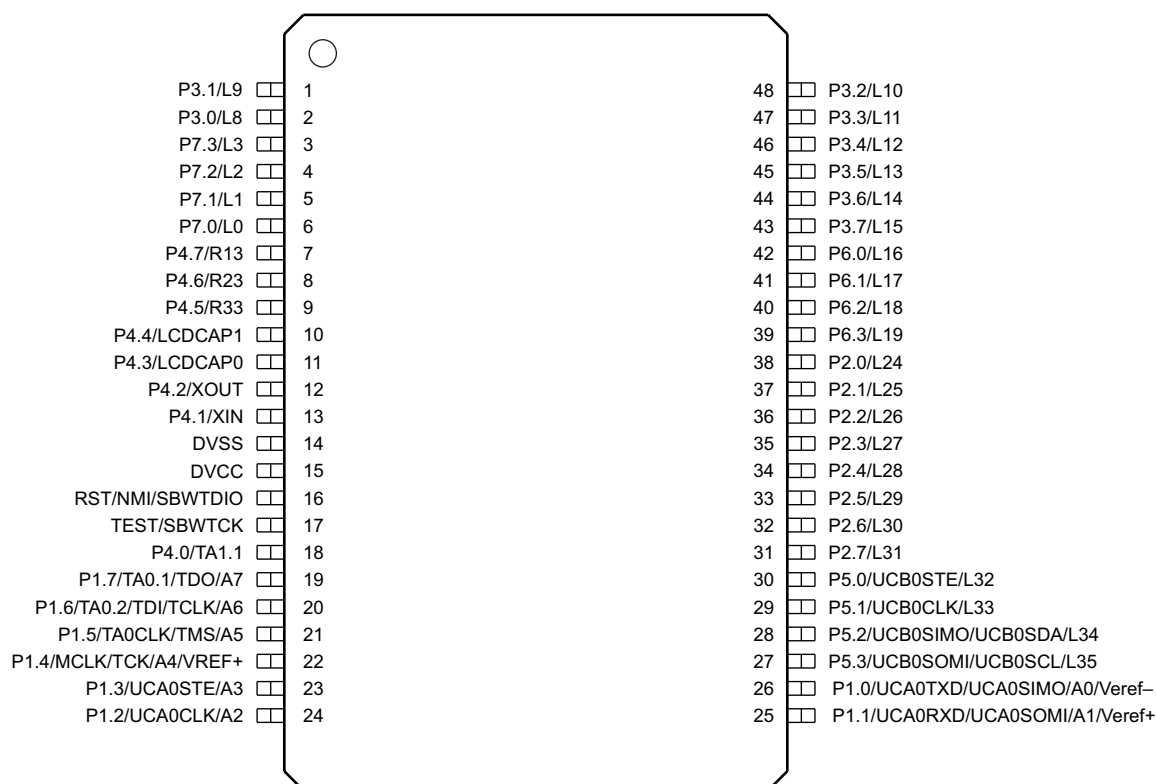 P3.1/L9 1 48 P3.2/L10
P3.0/L8 2 47 P3.3/L11
P7.3/L3 3 46 P3.4/L12
P7.2/L2 4 45 P3.5/L13
P7.1/L1 5 44 P3.6/L14
P7.0/L0 6 43 P3.7/L15
P4.7/R13 7 42 P6.0/L16
P4.6/R23 8 41 P6.1/L17
P4.5/R33 9 40 P6.2/L18
P4.4/LCDCAP1 10 39 P6.3/L19
P4.3/LCDCAP0 11 38 P2.0/L24
P4.2/XOUT 12 37 P2.1/L25
P4.1/XIN 13 36 P2.2/L26
DVSS 14 35 P2.3/L27
DVCC 15 34 P2.4/L28
RST/NMI/SBWTDIO 16 33 P2.5/L29
TEST/SBWTCK 17 32 P2.6/L30
P4.0/TA1.1 18 31 P2.7/L31
P1.7/TA0.1/TDO/A7 19 30 P5.0/UCB0STE/L32
P1.6/TA0.2/TDI/TCLK/A6 20 29 P5.1/UCB0CLK/L33
P1.5/TA0CLK/TMS/A5 21 28 P5.2/UCB0SIMO/UCB0SDA/L34
P1.4/MCLK/TCK/A4/VREF+ 22 27 P5.3/UCB0SOMI/UCB0SCL/L35
P1.3/UCA0STE/A3 23 26 P1.0/UCA0TXD/UCA0SIMO/A0/Veref–
P1.2/UCA0CLK/A2 24 25 P1.1/UCA0RXD/UCA0SOMI/A1/Veref+